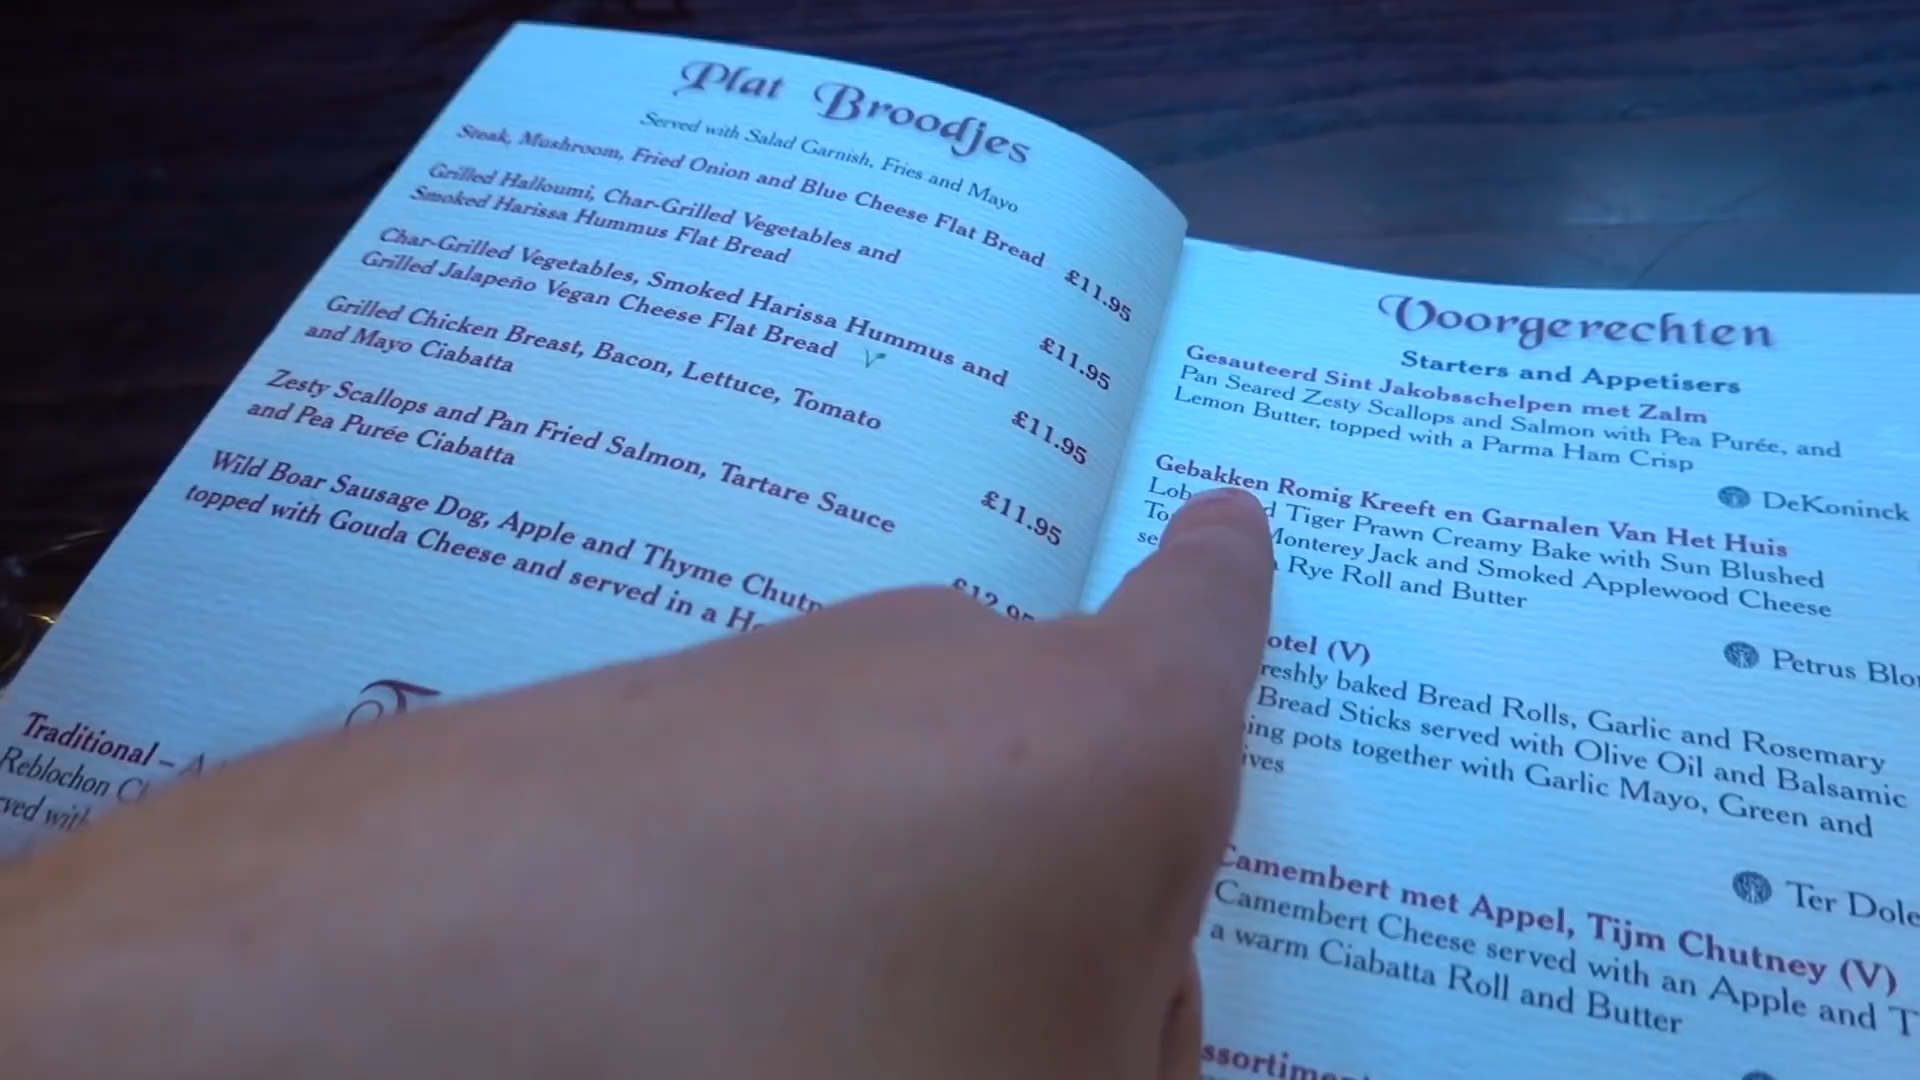 Plat Broodjes
Served with Salad Garnish, Fries and Mayo
Steak, Mushroom, Fried Onion and Blue Cheese Flat Bread £11.95
Grilled Halloumi, Char-Grilled Vegetables and
Smoked Harissa Hummus Flat Bread £11.95
Char-Grilled Vegetables, Smoked Harissa Hummus and
Grilled Jalapeño Vegan Cheese Flat Bread V £11.95
Grilled Chicken Breast, Bacon, Lettuce, Tomato
and Mayo Ciabatta £11.95
Zesty Scallops and Pan Fried Salmon, Tartare Sauce
and Pea Purée Ciabatta £12.95
Wild Boar Sausage Dog, Apple and Thyme
topped with Gouda Cheese and served in a
Traditional –
Reblochon
Voorgerechten
Starters and Appetisers
Gesauteerd Sint Jakobsschelpen met Zalm
Pan Seared Zesty Scallops and Salmon with Pea Purée, and
Lemon Butter, topped with a Parma Ham Crisp
DeKoninck
Gebakken Romig Kreeft en Garnalen Van Het Huis
Tiger Prawn Creamy Bake with Sun Blushed
Monterey Jack and Smoked Applewood Cheese
Rye Roll and Butter
Petrus
(V)
baked Bread Rolls, Garlic and Rosemary
Bread Sticks served with Olive Oil and Balsamic
pots together with Garlic Mayo, Green and
Ter
Camembert met Appel, Tijm Chutney (V)
Camembert Cheese served with an Apple and
a warm Ciabatta Roll and Butter